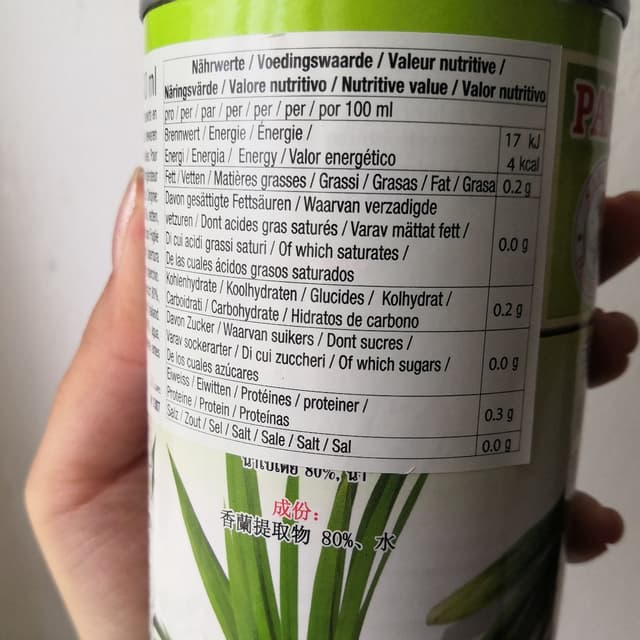 ml
Nährwerte / Voedingswaarde / Valeur nutritive /
Näringsvärde / Valore nutritivo / Nutritive value / Valor nutritivo
pro / per / par / per / per / per / por 100 ml
Brennwert / Energie / Énergie /
Energi / Energia / Energy / Valor energético
17 kJ
4 kcal
Fett / Vetten / Matières grasses / Grassi / Grasas / Fat / Grasa 0.2 g
Davon gesättigte Fettsäuren / Waarvan verzadigde
vetzuren / Dont acides gras saturés / Varav mättat fett /
Di cui acidi grassi saturi / Of which saturates /
De las cuales ácidos grasos saturados
0.0 g
Kohlenhydrate / Koolhydraten / Glucides / Kolhydrat /
Carboidrati / Carbohydrate / Hidratos de carbono
0.2 g
Davon Zucker / Waarvan suikers / Dont sucres /
Varav sockerarter / Di cui zuccheri / Of which sugars /
De los cuales azúcares
0.0 g
Eiweiss / Eiwitten / Protéines / proteiner /
Proteine / Protein / Proteínas
0.3 g
Salz / Zout / Sel / Salt / Sale / Salt / Sal 0.0 g
80%,
成份:
香蘭提取物 80%、水
PA